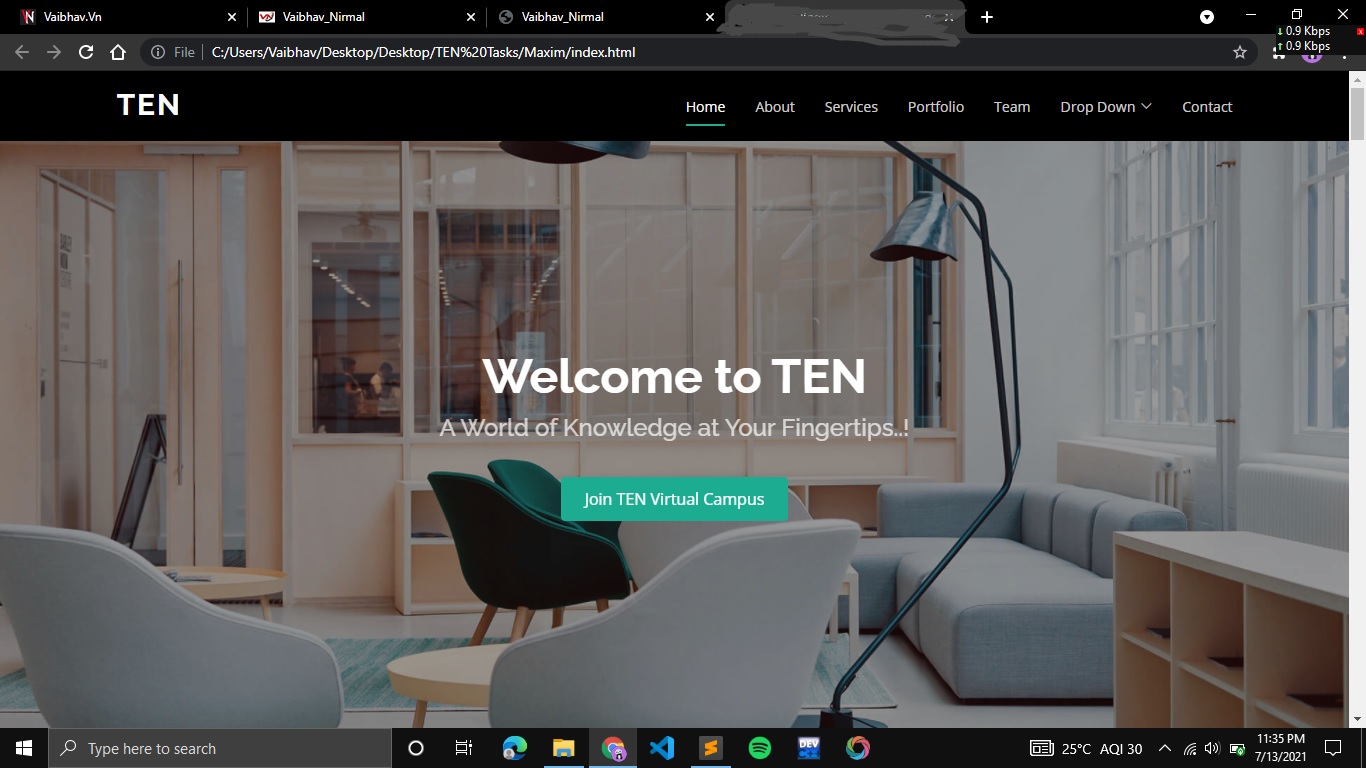 Vaibhav.Vn
Vaibhav_Nirmal
Vaibhav_Nirmal
0.9 Kbps
0.9 Kbps
File
C:/Users/Vaibhav/Desktop/Desktop/TEN%20Tasks/Maxim/index.html
TEN
Home About Services Portfolio Team Drop Down Contact
Welcome to TEN
A World of Knowledge at Your Fingertips..!
Join TEN Virtual Campus
Type here to search
DEV
25°C AQI 30
11:35 PM
7/13/2021